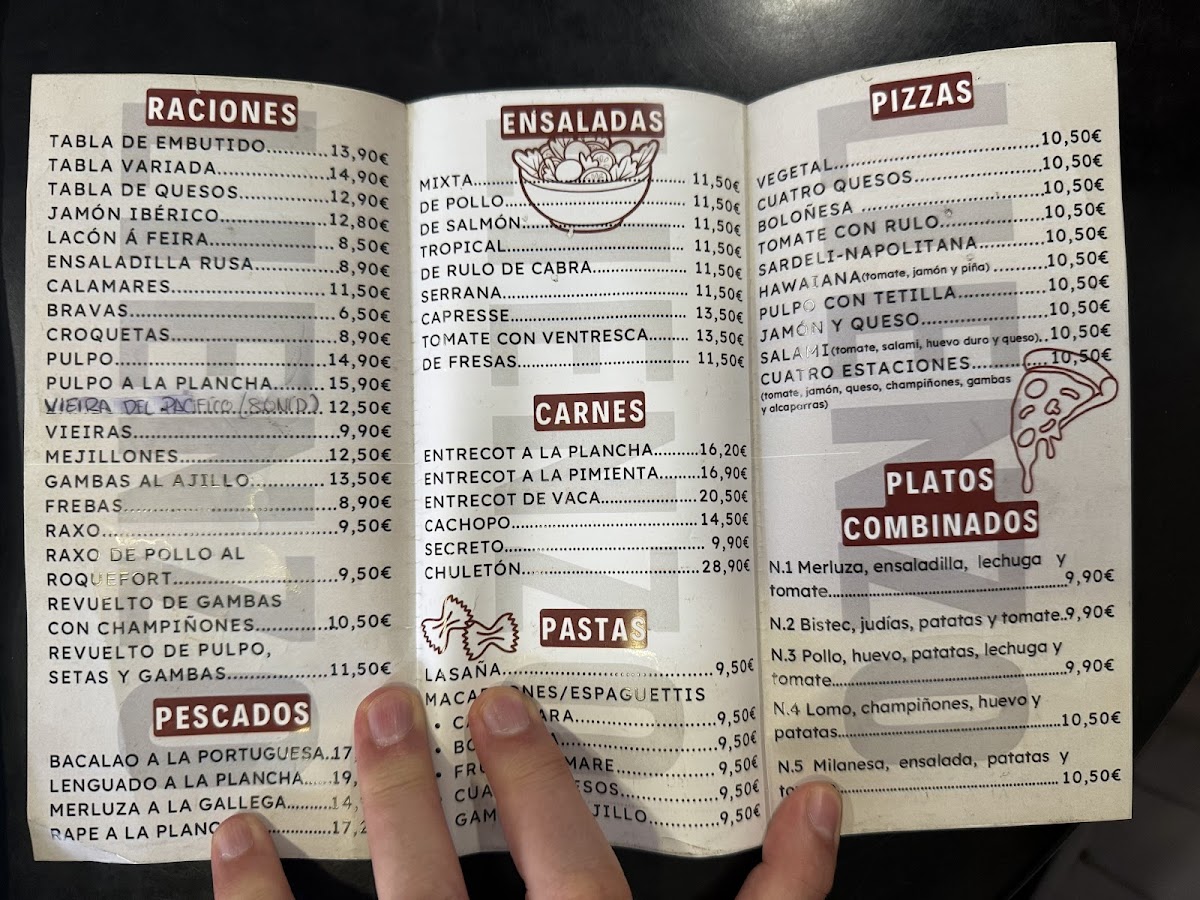 RACIONES
TABLA DE EMBUTIDO..........13,90€
TABLA VARIADA................14,90€
TABLA DE QUESOS.............12,90€
JAMÓN IBÉRICO................12,80€
LACÓN Á FEIRA..................8,50€
ENSALADILLA RUSA............8,90€
CALAMARES......................11,50€
BRAVAS............................6,50€
CROQUETAS.....................8,90€
PULPO.............................14,90€
PULPO A LA PLANCHA........15,90€
VIEIRA DEL PACÍFICO 12,50€
VIEIRAS............................9,90€
MEJILLONES.....................12,50€
GAMBAS AL AJILLO............13,50€
FREBAS............................8,90€
RAXO...............................9,50€
RAXO DE POLLO AL
ROQUEFORT.....................9,50€
REVUELTO DE GAMBAS
CON CHAMPIÑONES..........10,50€
REVUELTO DE PULPO,
SETAS Y GAMBAS..............11,50€
PESCADOS
BACALAO A LA PORTUGUESA..17,
LENGUADO A LA PLANCHA....19,
MERLUZA A LA GALLEGA.......14,
RAPE A LA ...........17,
ENSALADAS
MIXTA.............................. 11,50€
DE POLLO......................... 11,50€
DE SALMÓN...................... 11,50€
TROPICAL......................... 11,50€
DE RULO DE CABRA............ 11,50€
SERRANA.......................... 11,50€
CAPRESSE......................... 13,50€
TOMATE CON VENTRESCA..... 13,50€
DE FRESAS........................ 11,50€
CARNES
ENTRECOT A LA PLANCHA.......16,20€
ENTRECOT A LA PIMIENTA......16,90€
ENTRECOT DE VACA..............20,50€
CACHOPO..........................14,50€
SECRETO........................... 9,90€
CHULETÓN.........................28,90€
PASTAS
LASAÑA.............................9,50€
MACARRONES/ESPAGUETTIS
• ....................9,50€
• ....................9,50€
• MARE...............9,50€
• ....................9,50€
...................9,50€
PIZZAS
VEGETAL..............................10,50€
CUATRO QUESOS..................10,50€
BOLOÑESA..........................10,50€
TOMATE CON RULO...............10,50€
SARDELI-NAPOLITANA...........10,50€
HAWAIANA(tomate, jamón y piña)..........10,50€
PULPO CON TETILLA..............10,50€
JAMÓN Y QUESO..................10,50€
SALAMI(tomate, salami, huevo duro y queso)..10,50€
CUATRO ESTACIONES............10,50€
(tomate, jamón, queso, champiñones, gambas
y alcaparras)
PLATOS
COMBINADOS
N.1 Merluza, ensaladilla, lechuga y
tomate....................................9,90€
N.2 Bistec, judías, patatas y tomate..9,90€
N.3 Pollo, huevo, patatas, lechuga y
tomate....................................9,90€
N.4 Lomo, champiñones, huevo y
patatas...................................10,50€
N.5 Milanesa, ensalada, patatas y
.......................................10,50€